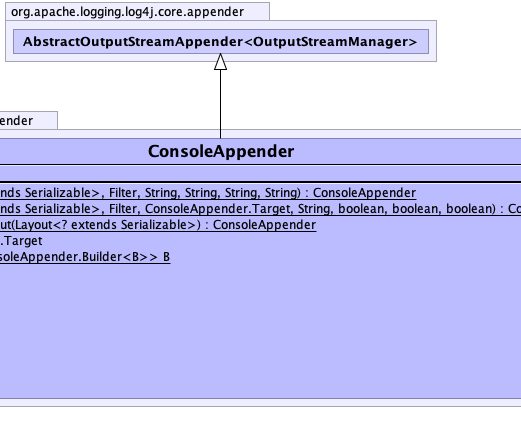 org.apache.logging.log4j.core.appender
AbstractOutputStreamAppender<OutputStreamManager>
ender
ConsoleAppender
nds Serializable>, Filter, String, String, String, String) : ConsoleAppender
nds Serializable>, Filter, ConsoleAppender.Target, String, boolean, boolean, boolean) : Co
ut(Layout<? extends Serializable>) : ConsoleAppender
.Target
soleAppender.Builder<B>> B